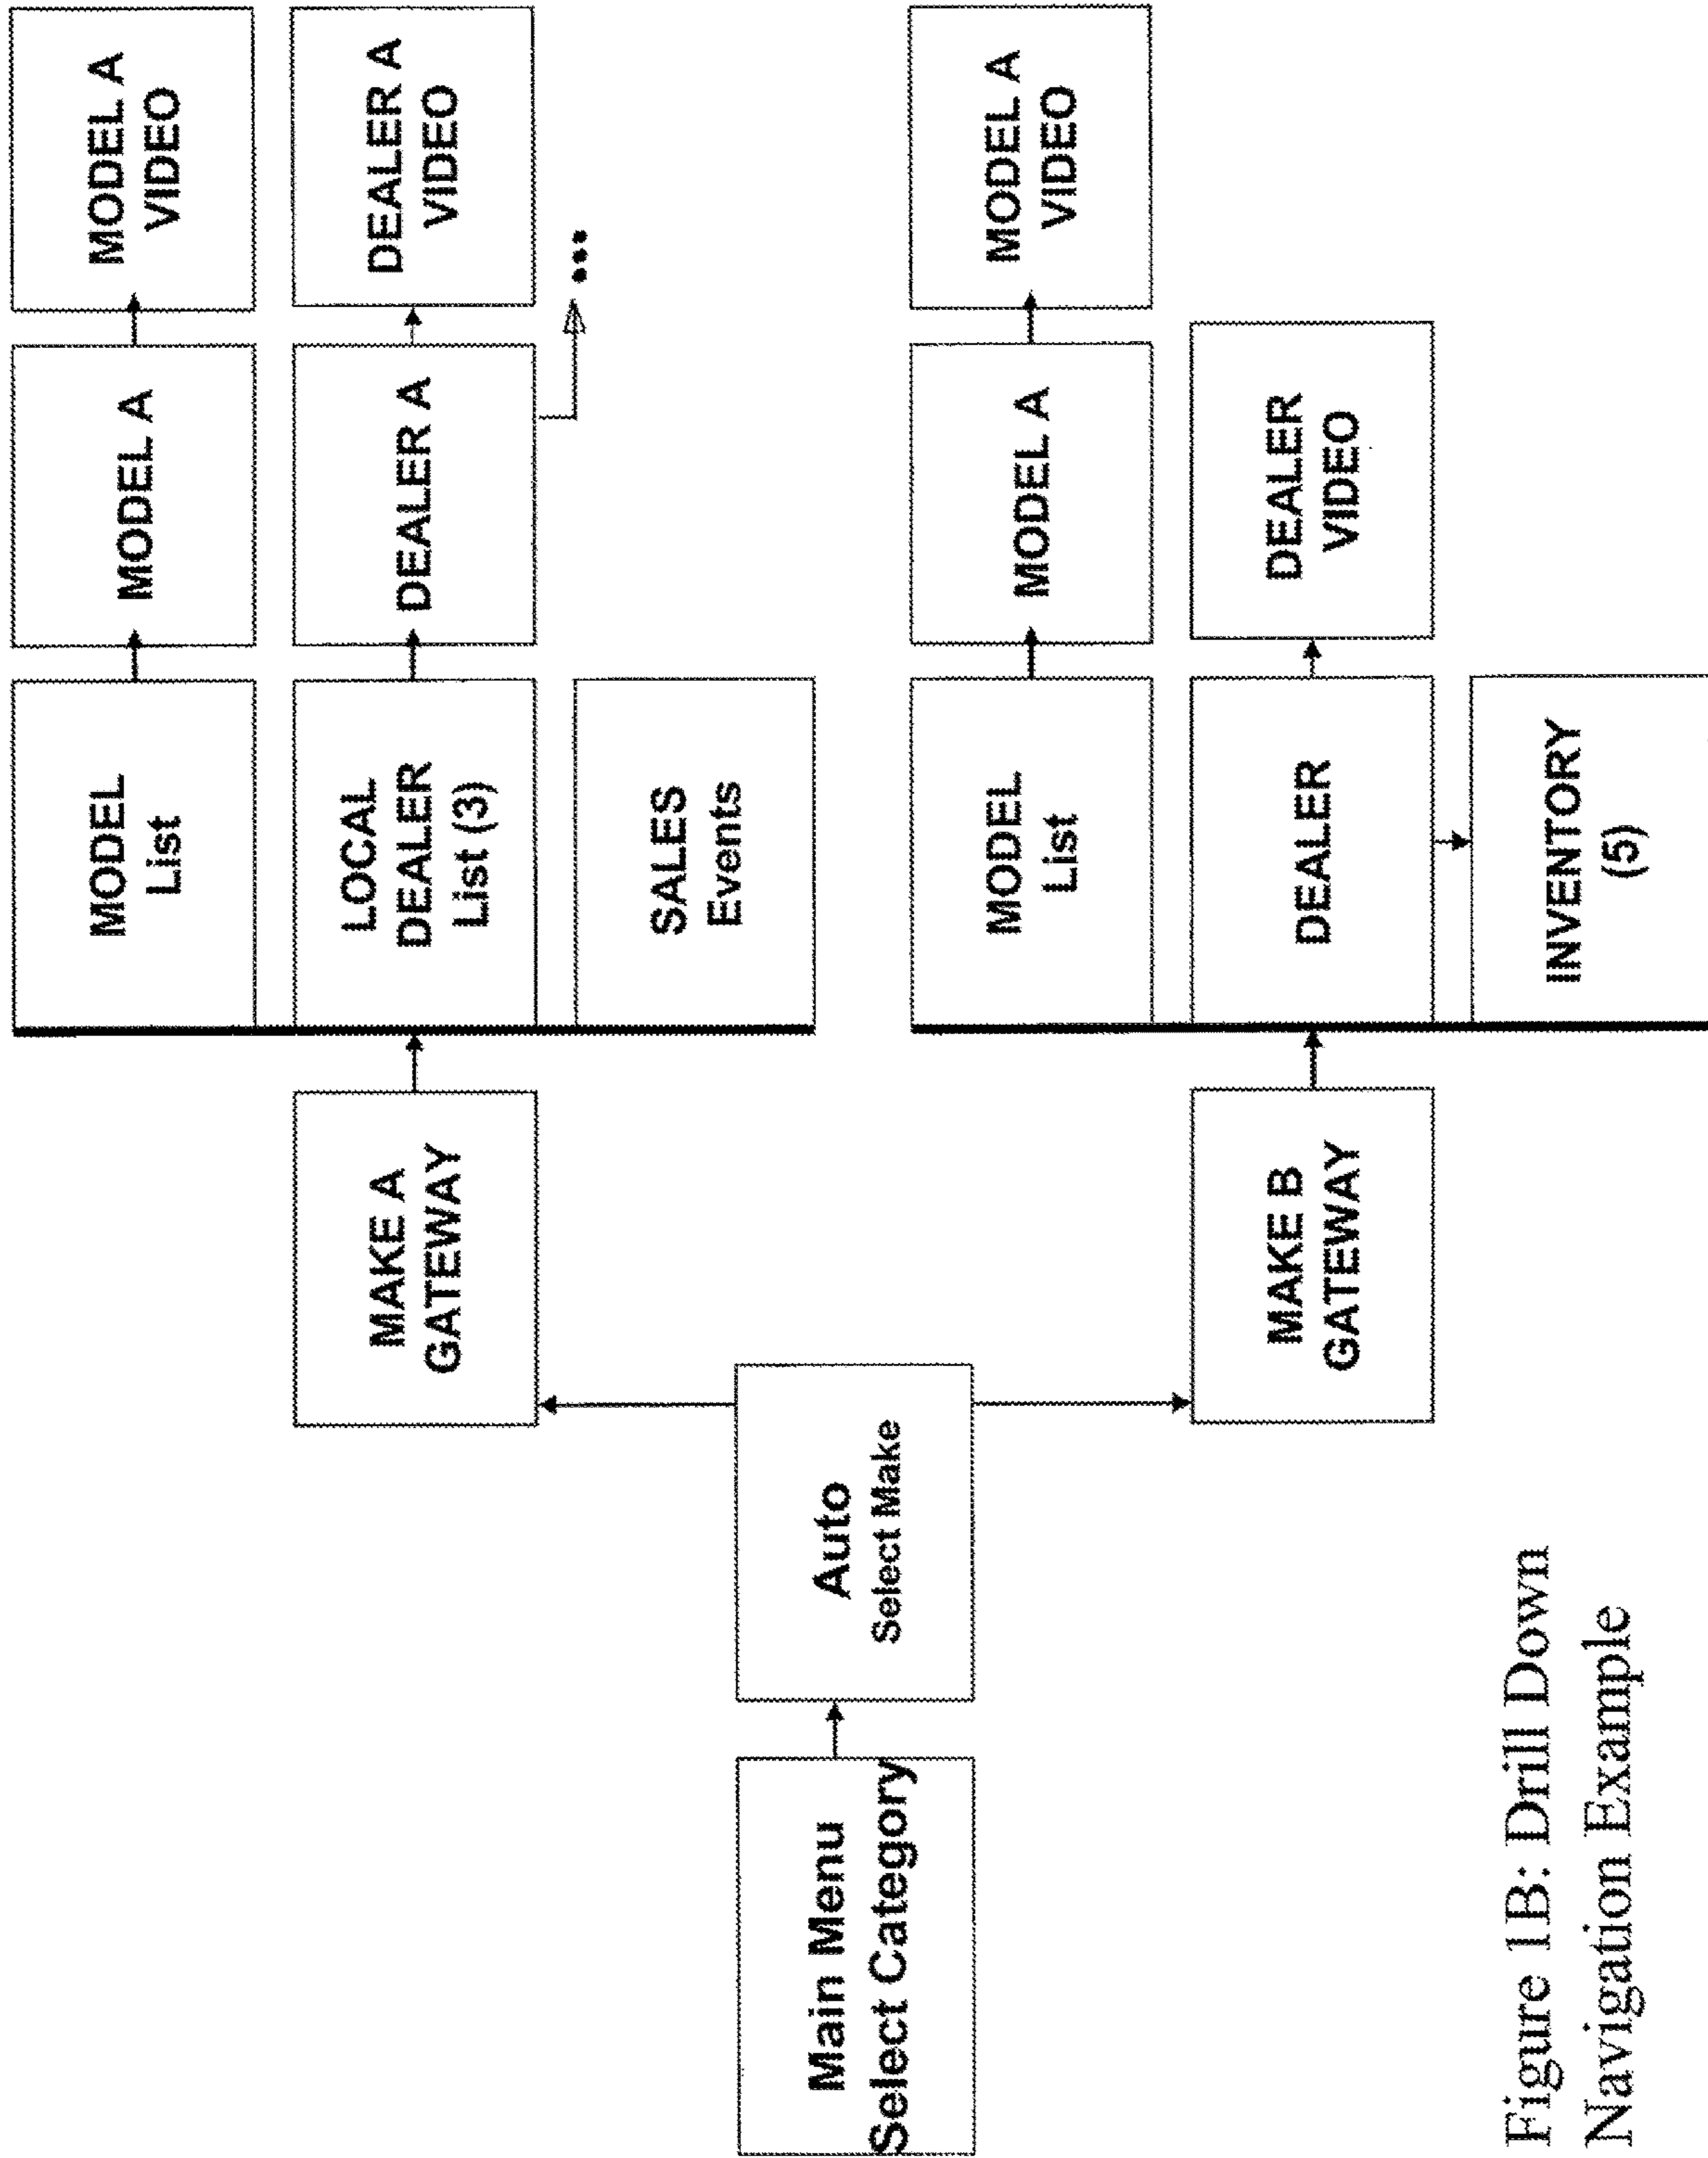 MODEL
List
MODEL A
MODEL A
VIDEO
MAKE A
GATEWAY
LOCAL
DEALER
List (3)
DEALER A
DEALER A
VIDEO
...
SALES
Events
Main Menu
Select Category
Auto
Select Make
MODEL
List
MODEL A
MODEL A
VIDEO
MAKE B
GATEWAY
DEALER
DEALER
VIDEO
INVENTORY
(5)
Figure 1B: Drill Down
Navigation Example